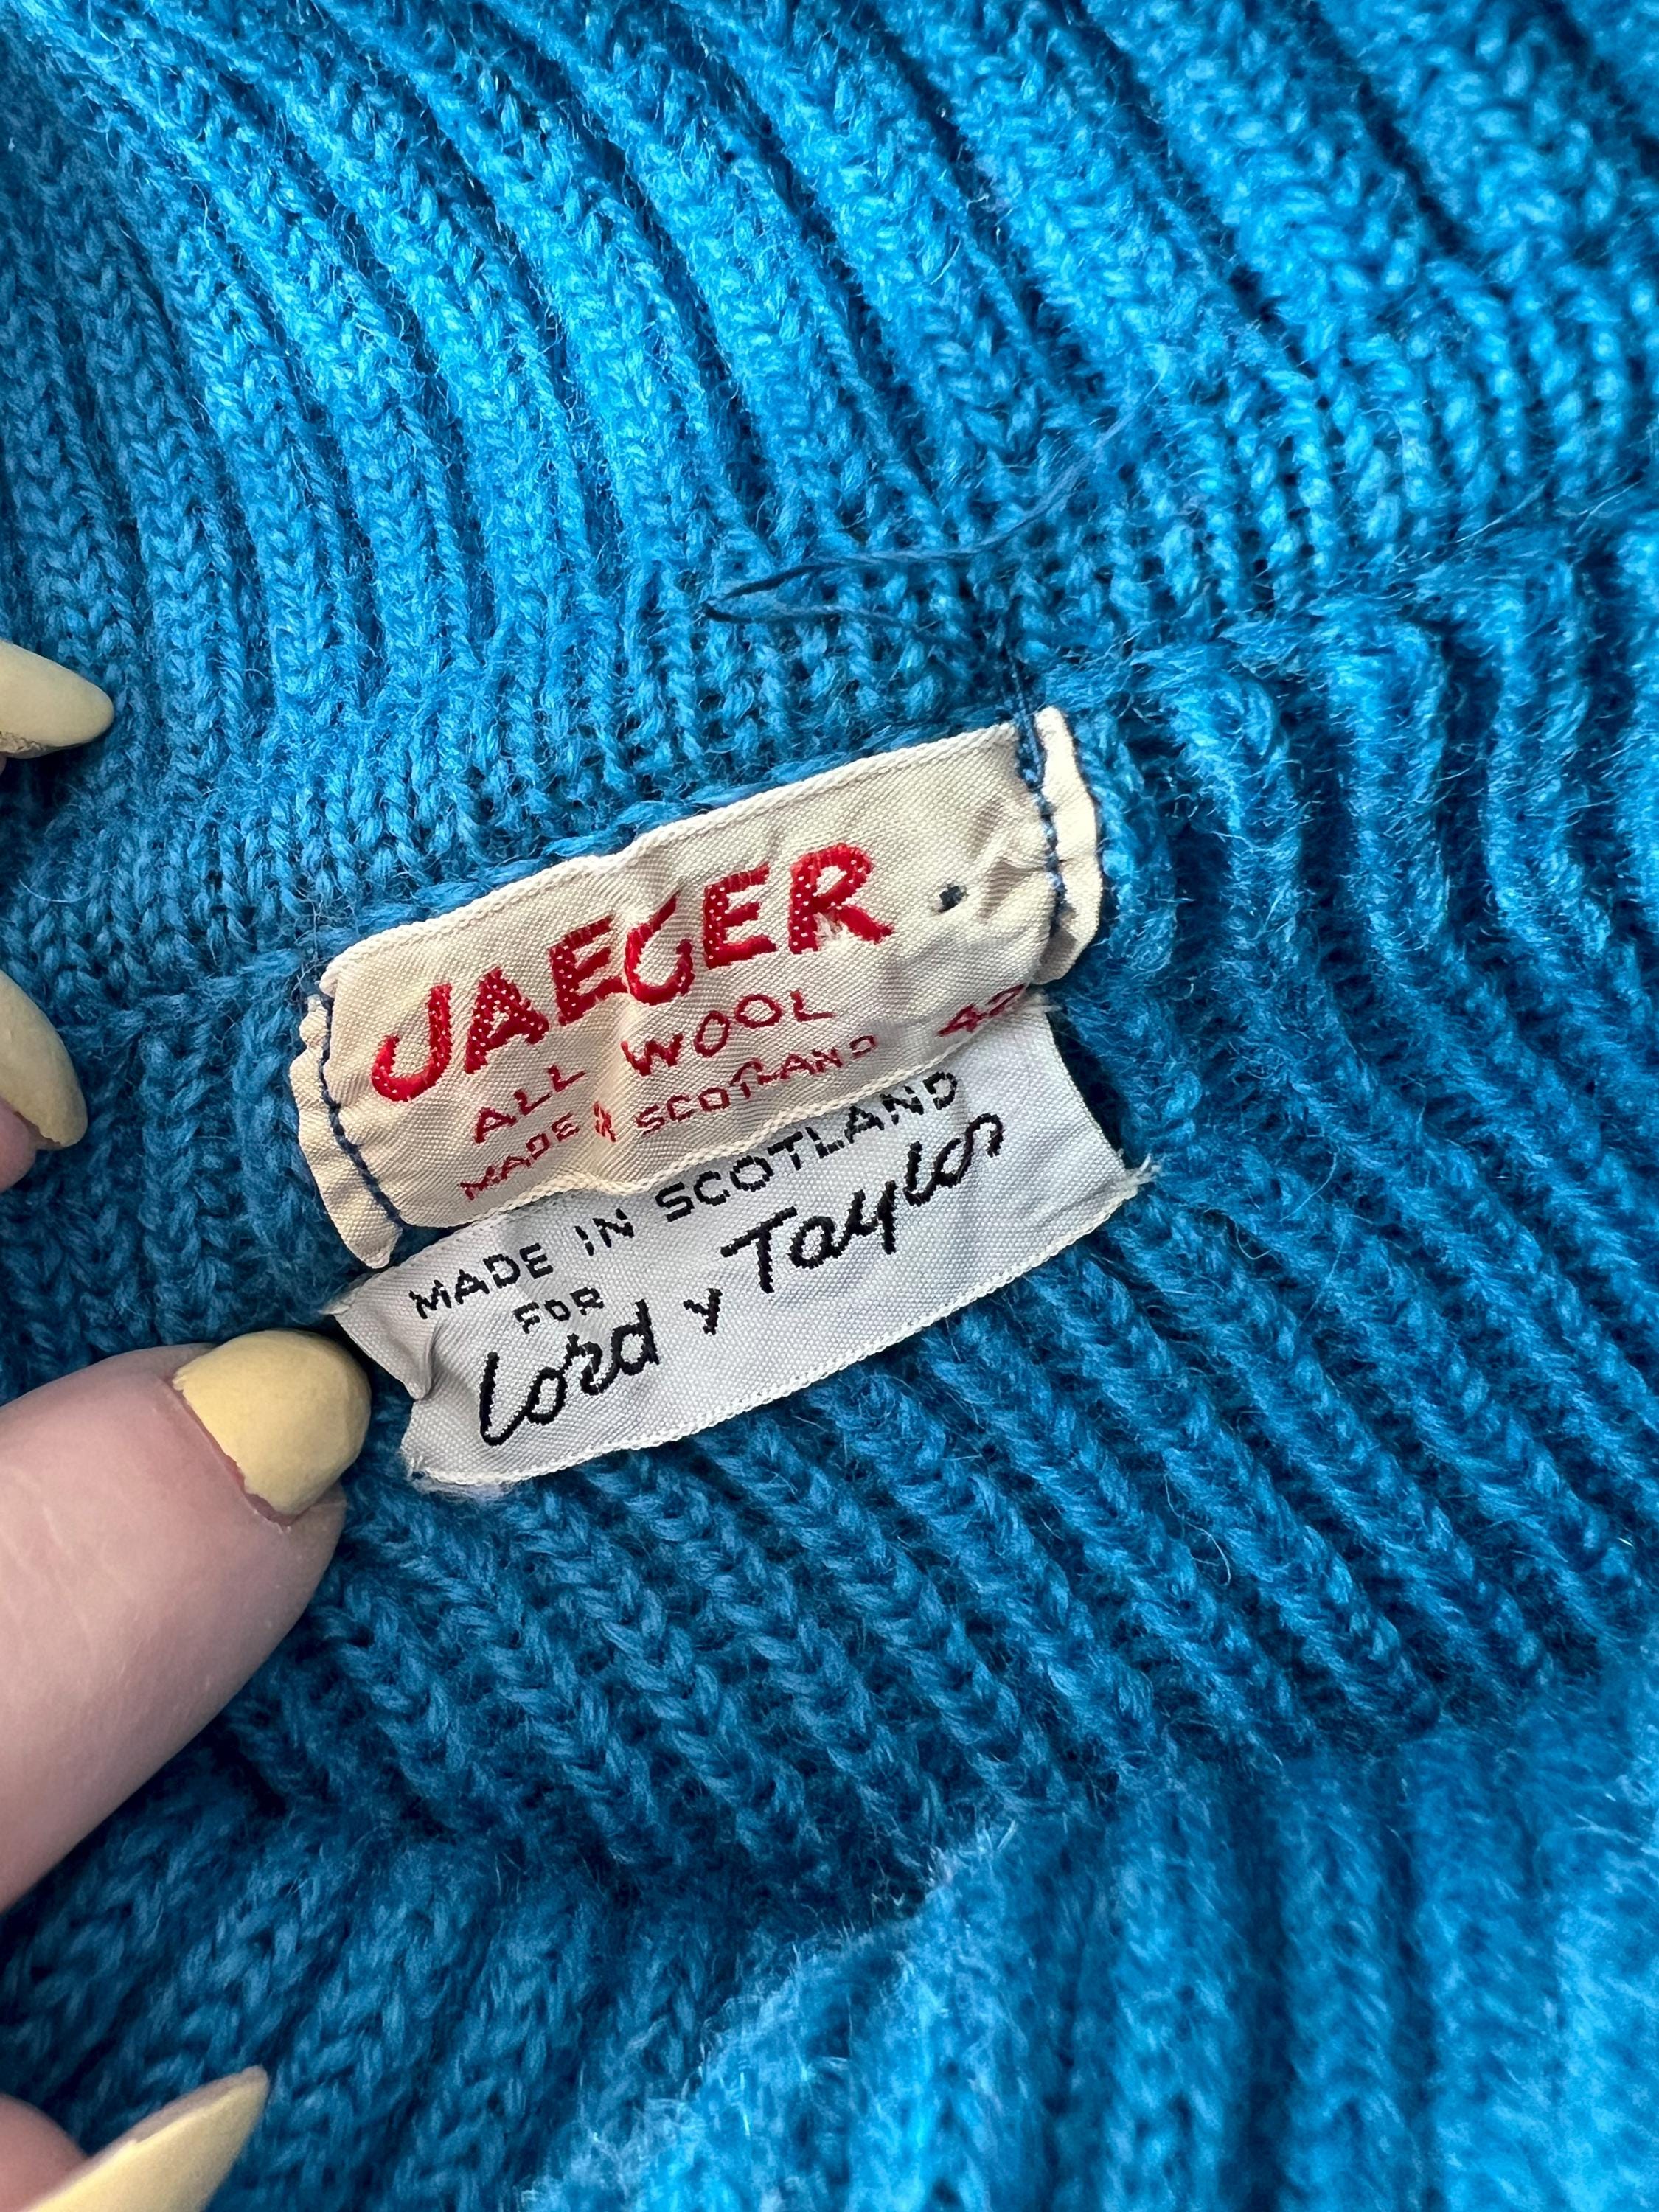 JAEGER
ALL WOOL
MADE IN SCOTLAND 42
MADE IN SCOTLAND
FOR
Lord y Taylor